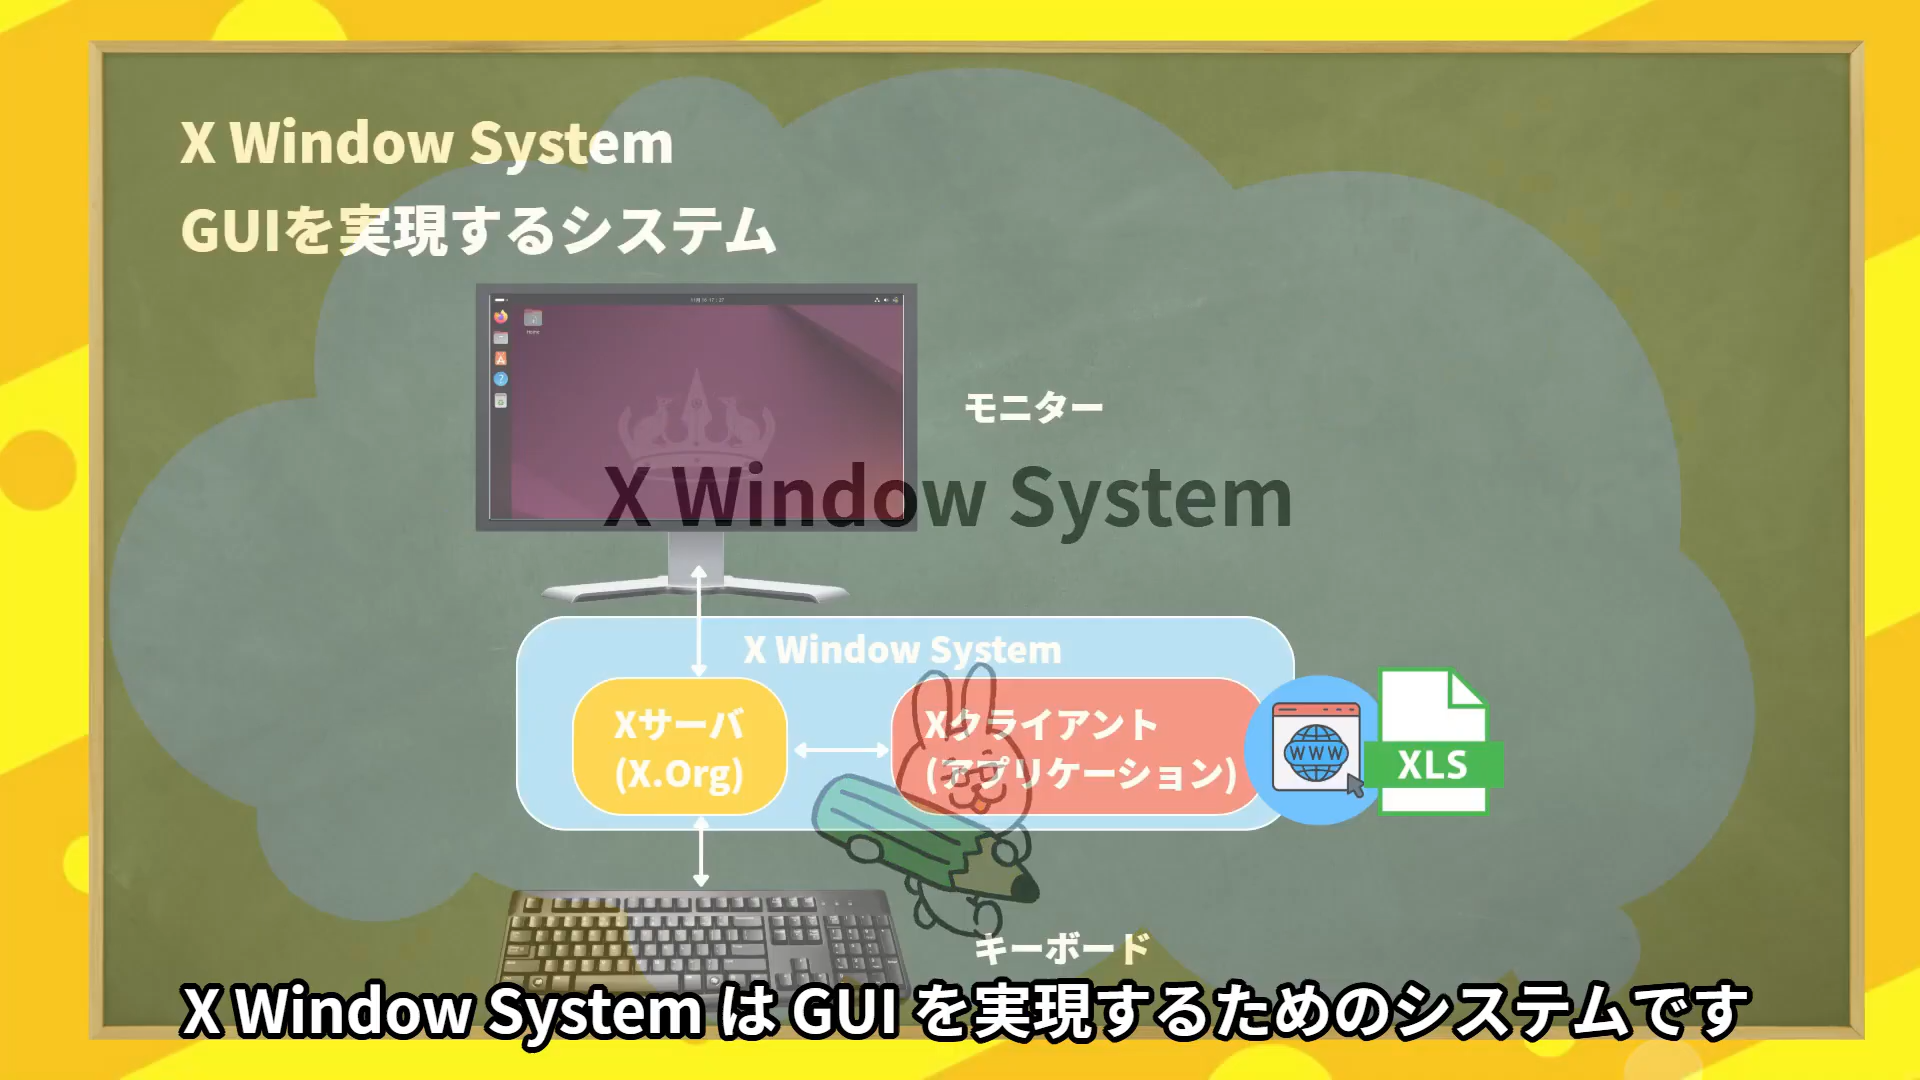 X Window System
GUIを実現するシステム
Home
モニター
X Window System
X Window System
Xサーバ
(X.Org)
Xクライアント
(アプリケーション)
WWW
XLS
キーボード
X Window System は GUI を実現するためのシステムです